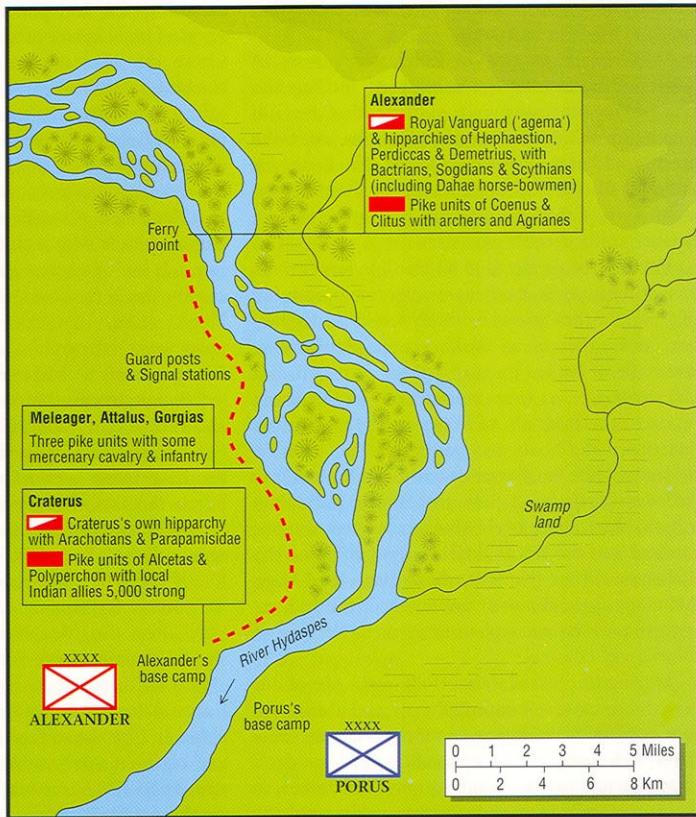 Alexander
Royal Vanguard ('agema')
& hipparchies of Hephaestion,
Perdiccas & Demetrius, with
Bactrians, Sogdians & Scythians
(including Dahae horse-bowmen)
Pike units of Coenus &
Clitus with archers and Agrianes
Ferry
point
Guard posts
& Signal stations
Meleager, Attalus, Gorgias
Three pike units with some
mercenary cavalry & infantry
Craterus
Craterus's own hipparchy
with Arachotians & Parapamisidae
Pike units of Alcetas &
Polyperchon with local
Indian allies 5,000 strong
Swamp
land
River Hydaspes
Alexander's
base camp
XXXX
ALEXANDER
Porus's
base camp
XXXX
PORUS
0 1 2 3 4 5 Miles
0 2 4 6 8 Km